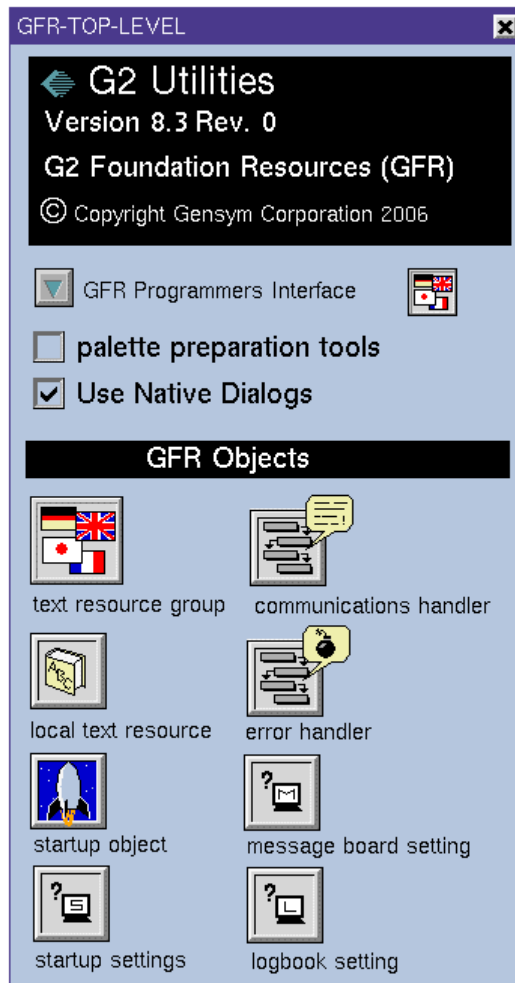 GFR-TOP-LEVEL
G2 Utilities
Version 8.3 Rev. 0
G2 Foundation Resources (GFR)
© Copyright Gensym Corporation 2006
GFR Programmers Interface
palette preparation tools
Use Native Dialogs
GFR Objects
text resource group
communications handler
ABC
local text resource
error handler
startup object
? M
message board setting
? S
startup settings
? L
logbook setting